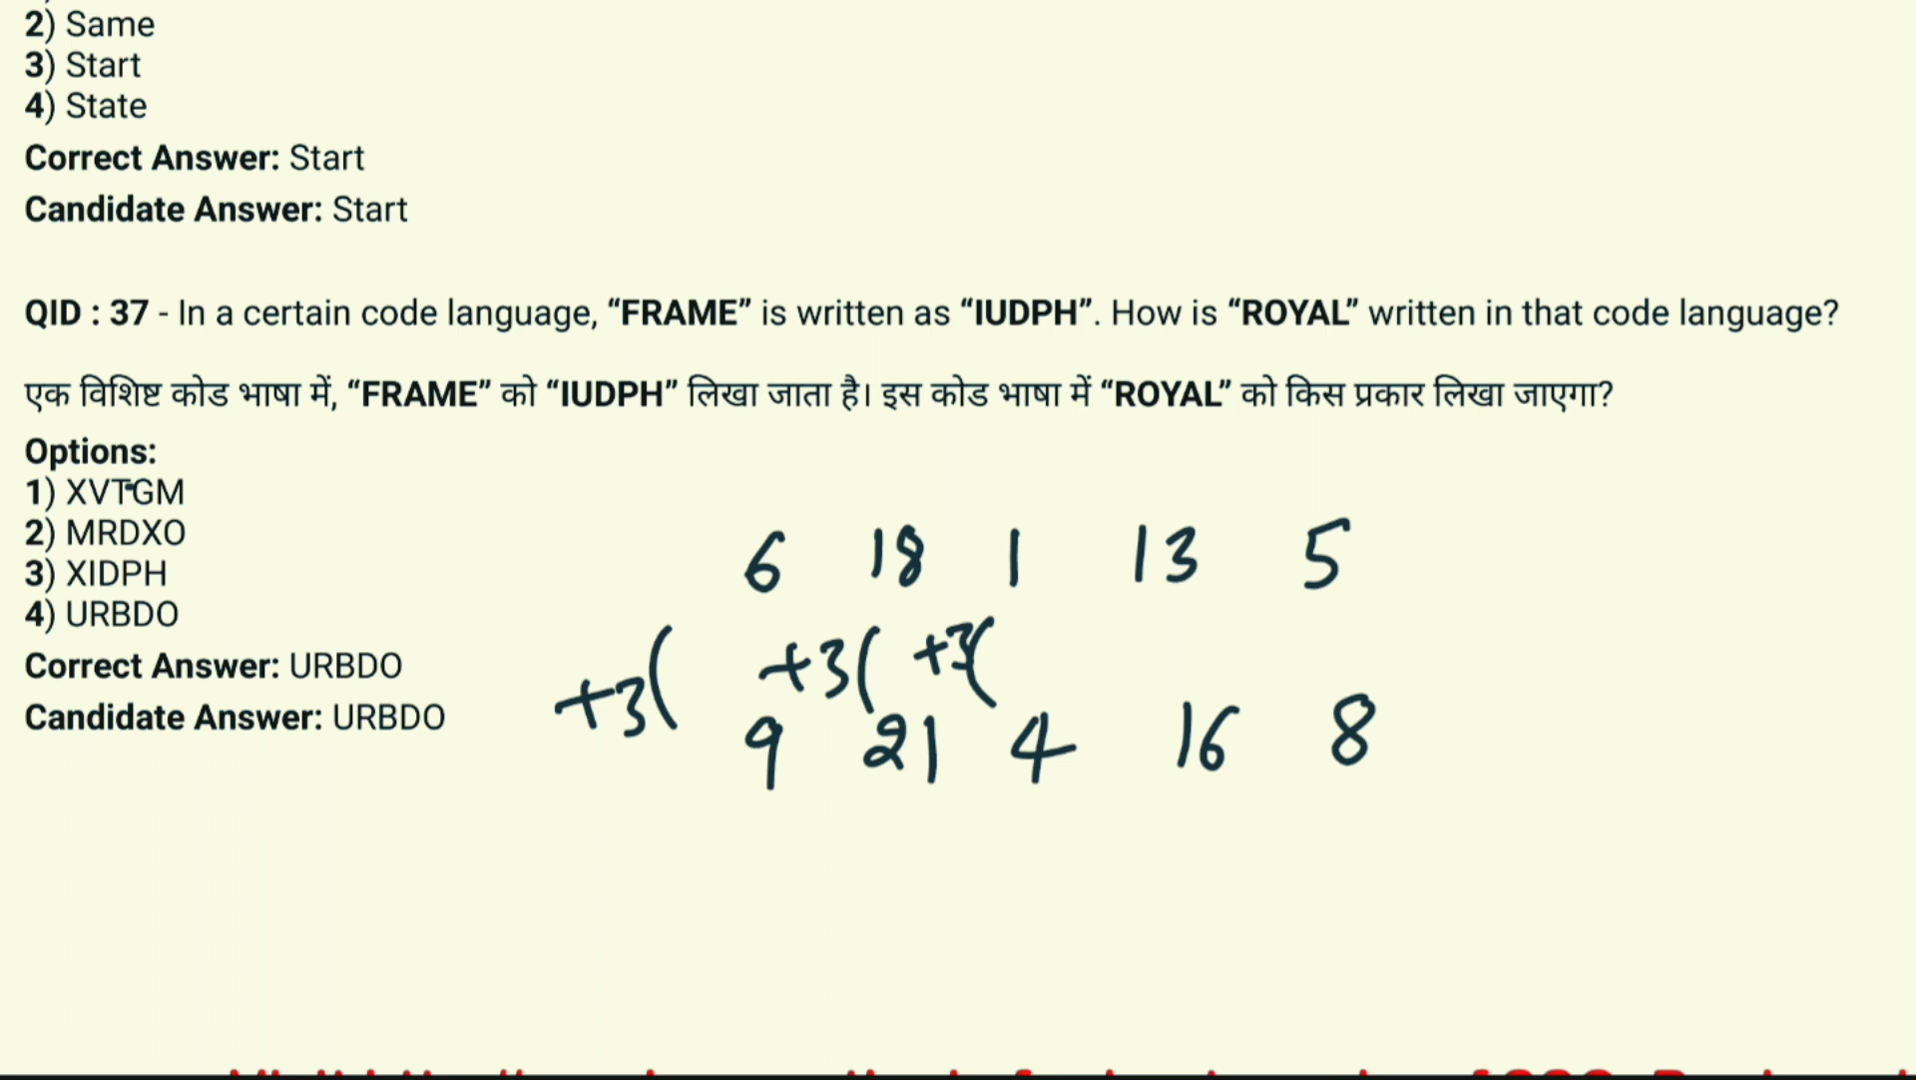 2) Same
3) Start
4) State
Correct Answer: Start
Candidate Answer: Start
QID : 37 - In a certain code language, “FRAME” is written as “IUDPH”. How is “ROYAL” written in that code language?
एक विशिष्ट कोड भाषा में, “FRAME” को “IUDPH” लिखा जाता है। इस कोड भाषा में “ROYAL” को किस प्रकार लिखा जाएगा?
Options:
1) XVTGM
2) MRDXO
3) XIDPH
4) URBDO
Correct Answer: URBDO
Candidate Answer: URBDO
6 18 1 13 5
+3( +3( +3(
9 21 4 16 8